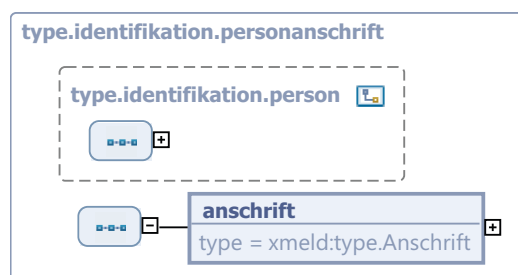 type.identifikation.personanschrift
type.identifikation.person
anschrift
type = xmeld:type.Anschrift